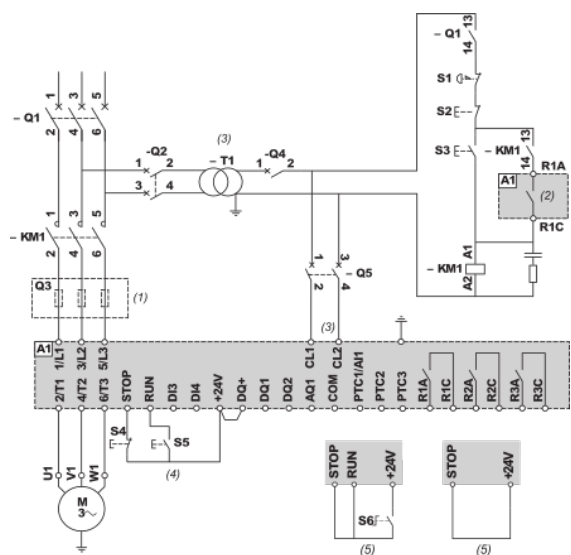 13
– Q1
14
S1
S2
S3
13
– KM1
14
R1A
A1
(2)
R1C
A1
– KM1
A2
1 3 5
– Q1
2 4 6
-Q2
1 2
3 4
(3)
– T1
-Q4
1 2
1 3 5
– KM1
2 4 6
Q3
(1)
1 3
– Q5
2 4
(3)
A1
1/L1 3/L2 5/L3 CL1 CL2
2/T1 4/T2 6/T3 STOP RUN DI3 DI4 +24V DQ+ DQ1 DQ2 AQ1 COM PTC1/AI1 PTC2 PTC3 R1A R1C R2A R2C R3A R3C
S4 S5
(4)
U1 V1 W1
M
3
STOP RUN +24V
S6
(5)
STOP +24V
(5)